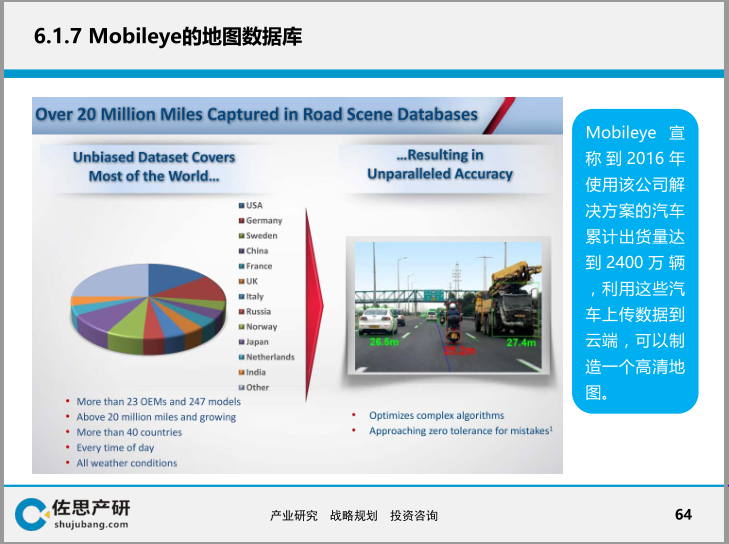 6.1.7 Mobileye的地图数据库
Over 20 Million Miles Captured in Road Scene Databases
Unbiased Dataset Covers
Most of the World…
USA
Germany
Sweden
China
France
UK
Italy
Russia
Norway
Japan
Netherlands
India
Other
More than 23 OEMs and 247 models
Above 20 million miles and growing
More than 40 countries
Every time of day
All weather conditions
…Resulting in
Unparalleled Accuracy
26.5m
27.4m
Optimizes complex algorithms
Approaching zero tolerance for mistakes¹
Mobileye 宣
称到2016年
使用该公司解
决方案的汽车
累计出货量达
到2400万辆
，利用这些汽
车上传数据到
云端，可以制
造一个高清地
图。
佐思产研
shujubang.com
产业研究 战略规划 投资咨询
64